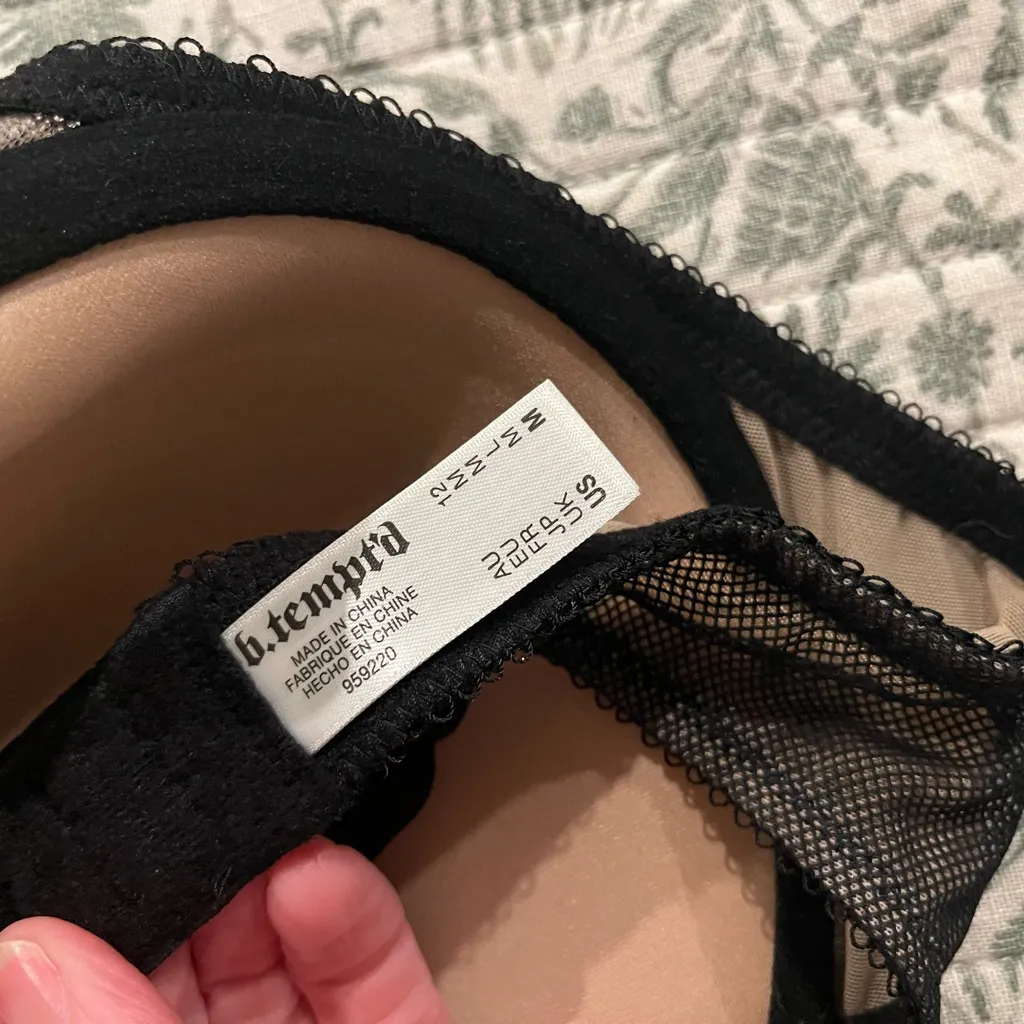 b.tempt'd
MADE IN CHINA
FABRIQUE EN CHINE
HECHO EN CHINA
959220
AU 12
EU M
FR M
JP L
UK M
US M